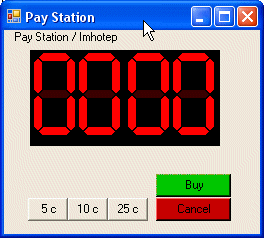 Pay Station
Pay Station / Imhotep
0000
Buy
5 c 10 c 25 c Cancel